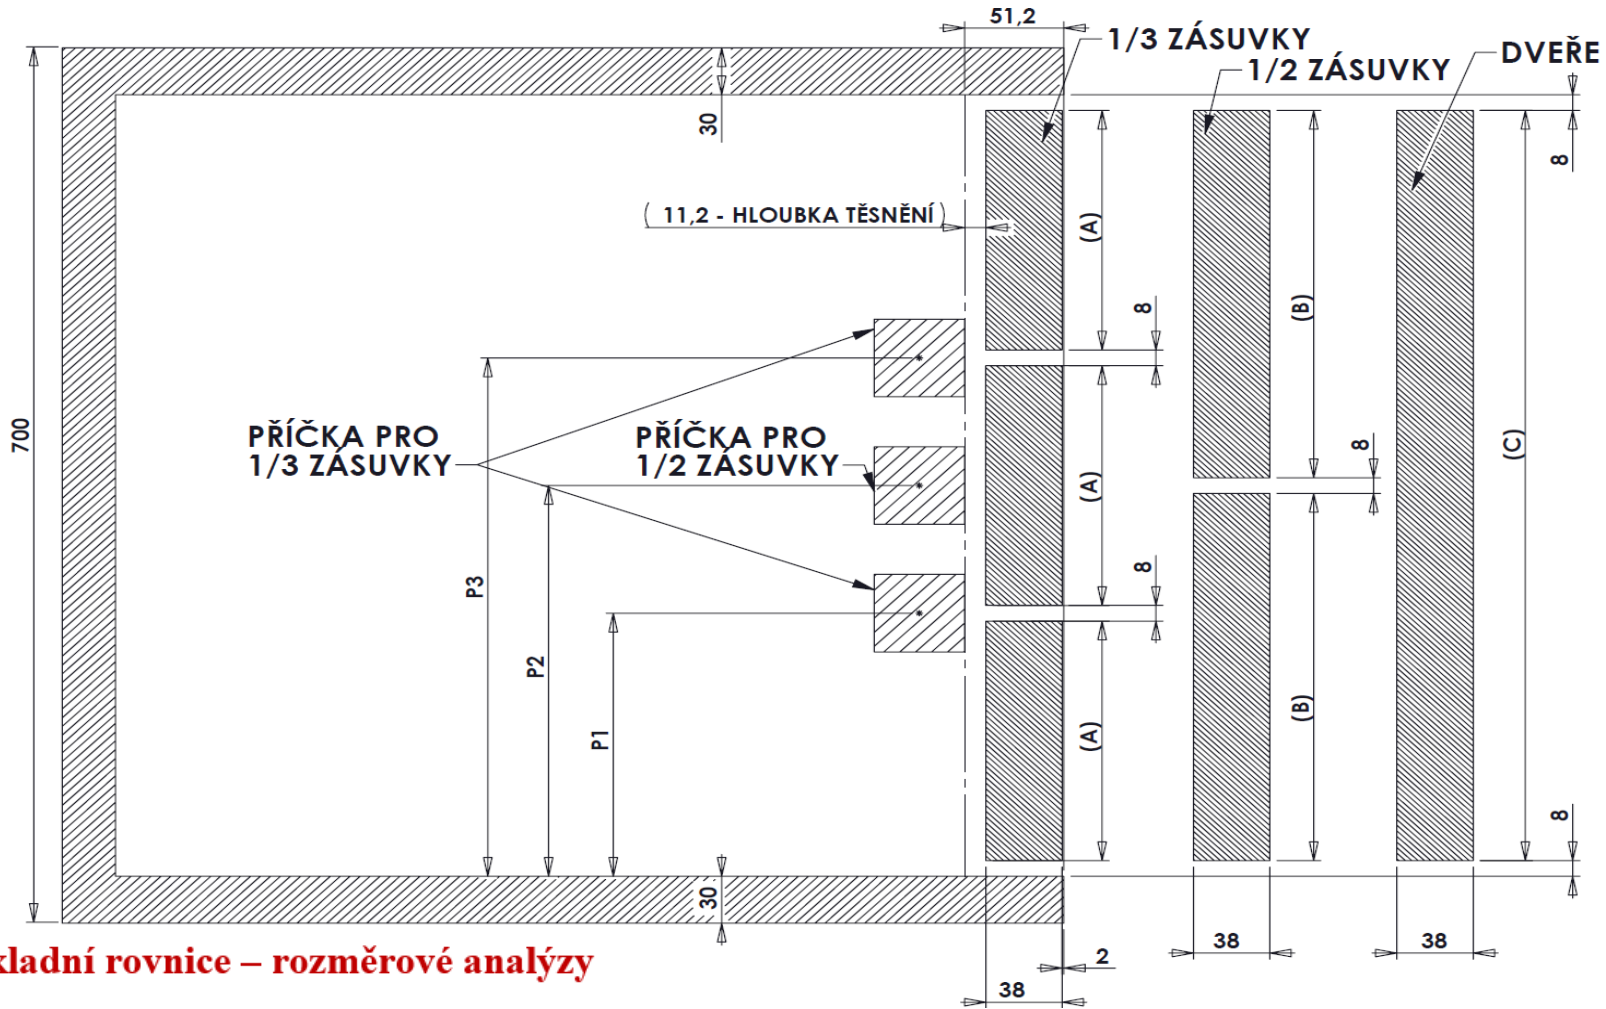 51,2
1/3 ZÁSUVKY
1/2 ZÁSUVKY
DVEŘE
30
8
( 11,2 - HLOUBKA TĚSNĚNÍ )
(A)
8
(B)
700
PŘÍČKA PRO
1/3 ZÁSUVKY
PŘÍČKA PRO
1/2 ZÁSUVKY
(A)
8
(C)
P3
8
P2
P1
(A)
(B)
8
30
kladní rovnice – rozměrové analýzy
2
38
38
38